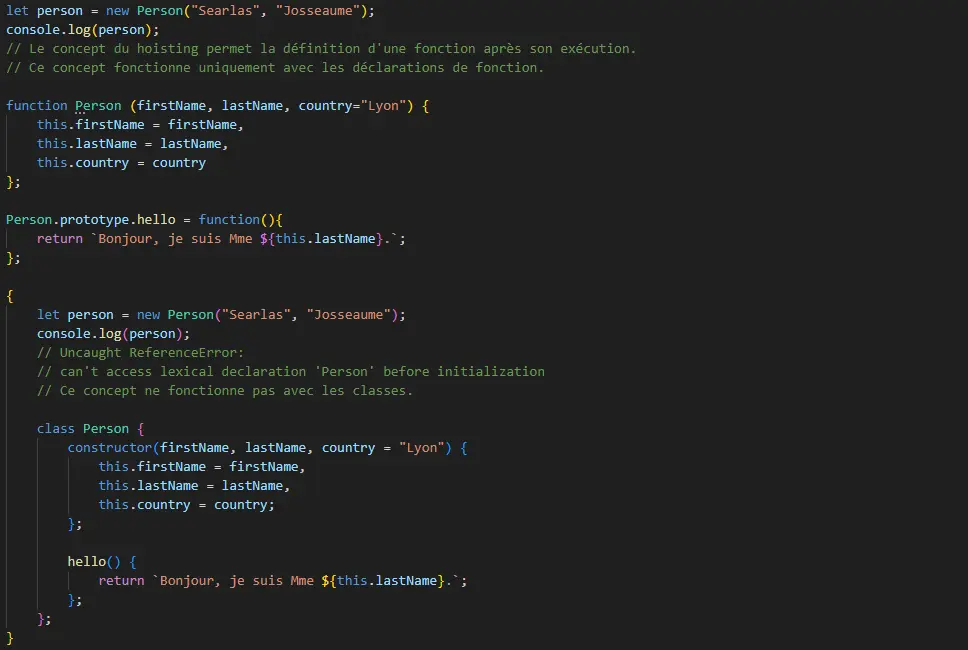 let person = new Person("Searlas", "Josseaume");
console.log(person);
// Le concept du hoisting permet la définition d'une fonction après son exécution.
// Ce concept fonctionne uniquement avec les déclarations de fonction.

function Person (firstName, lastName, country="Lyon") {
    this.firstName = firstName,
    this.lastName = lastName,
    this.country = country
};

Person.prototype.hello = function(){
    return `Bonjour, je suis Mme ${this.lastName}.`;
};

{
    let person = new Person("Searlas", "Josseaume");
    console.log(person);
    // Uncaught ReferenceError:
    // can't access lexical declaration 'Person' before initialization
    // Ce concept ne fonctionne pas avec les classes.

    class Person {
        constructor(firstName, lastName, country = "Lyon") {
            this.firstName = firstName,
            this.lastName = lastName,
            this.country = country;
        };

        hello() {
            return `Bonjour, je suis Mme ${this.lastName}.`;
        };
    };
}